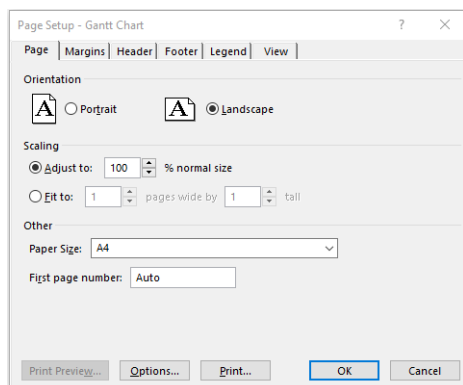 Page Setup - Gantt Chart ? ×
Page Margins Header Footer Legend View
Orientation
A Portrait A Landscape
Scaling
Adjust to: 100 % normal size
Fit to: 1 pages wide by 1 tall
Other
Paper Size: A4
First page number: Auto
Print Preview... Options... Print... OK Cancel